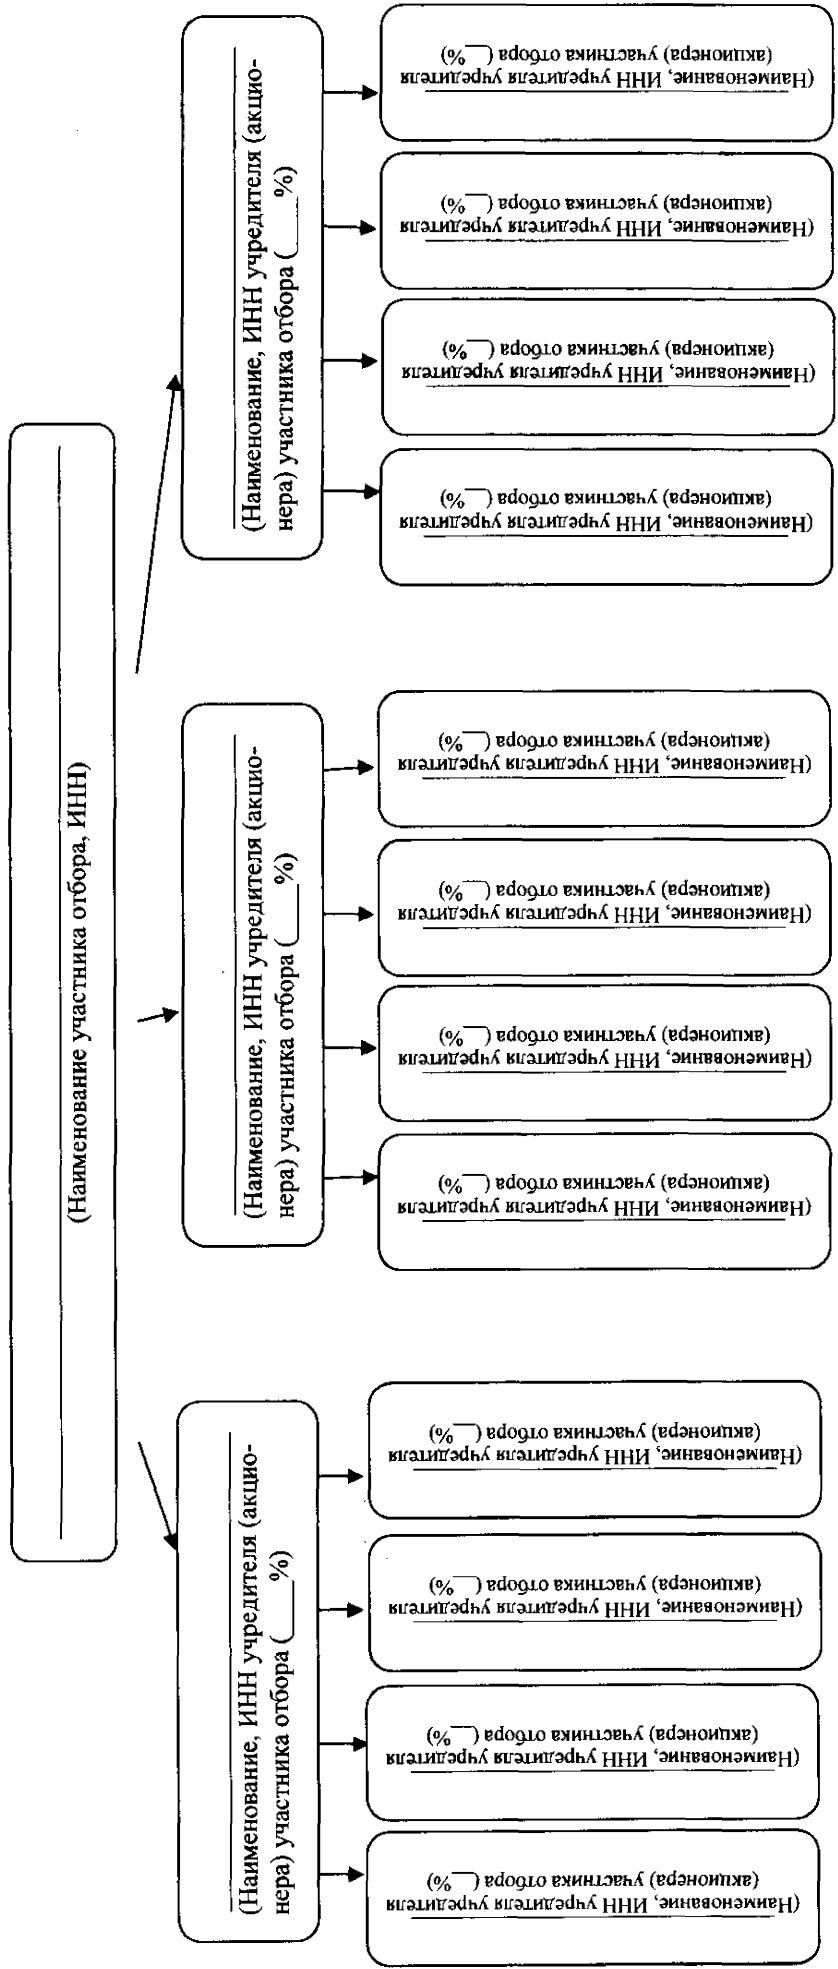 (Наименование участника отбора, ИНН)
(Наименование, ИНН учредителя (акцио-
нера) участника отбора (____%)
(Наименование, ИНН учредителя (акцио-
нера) участника отбора (____%)
(Наименование, ИНН учредителя (акцио-
нера) участника отбора (____%)
(Наименование, ИНН учредителя учредителя
(акционера) участника отбора (__%)
(Наименование, ИНН учредителя учредителя
(акционера) участника отбора (__%)
(Наименование, ИНН учредителя учредителя
(акционера) участника отбора (__%)
(Наименование, ИНН учредителя учредителя
(акционера) участника отбора (__%)
(Наименование, ИНН учредителя учредителя
(акционера) участника отбора (__%)
(Наименование, ИНН учредителя учредителя
(акционера) участника отбора (__%)
(Наименование, ИНН учредителя учредителя
(акционера) участника отбора (__%)
(Наименование, ИНН учредителя учредителя
(акционера) участника отбора (__%)
(Наименование, ИНН учредителя учредителя
(акционера) участника отбора (__%)
(Наименование, ИНН учредителя учредителя
(акционера) участника отбора (__%)
(Наименование, ИНН учредителя учредителя
(акционера) участника отбора (__%)
(Наименование, ИНН учредителя учредителя
(акционера) участника отбора (__%)